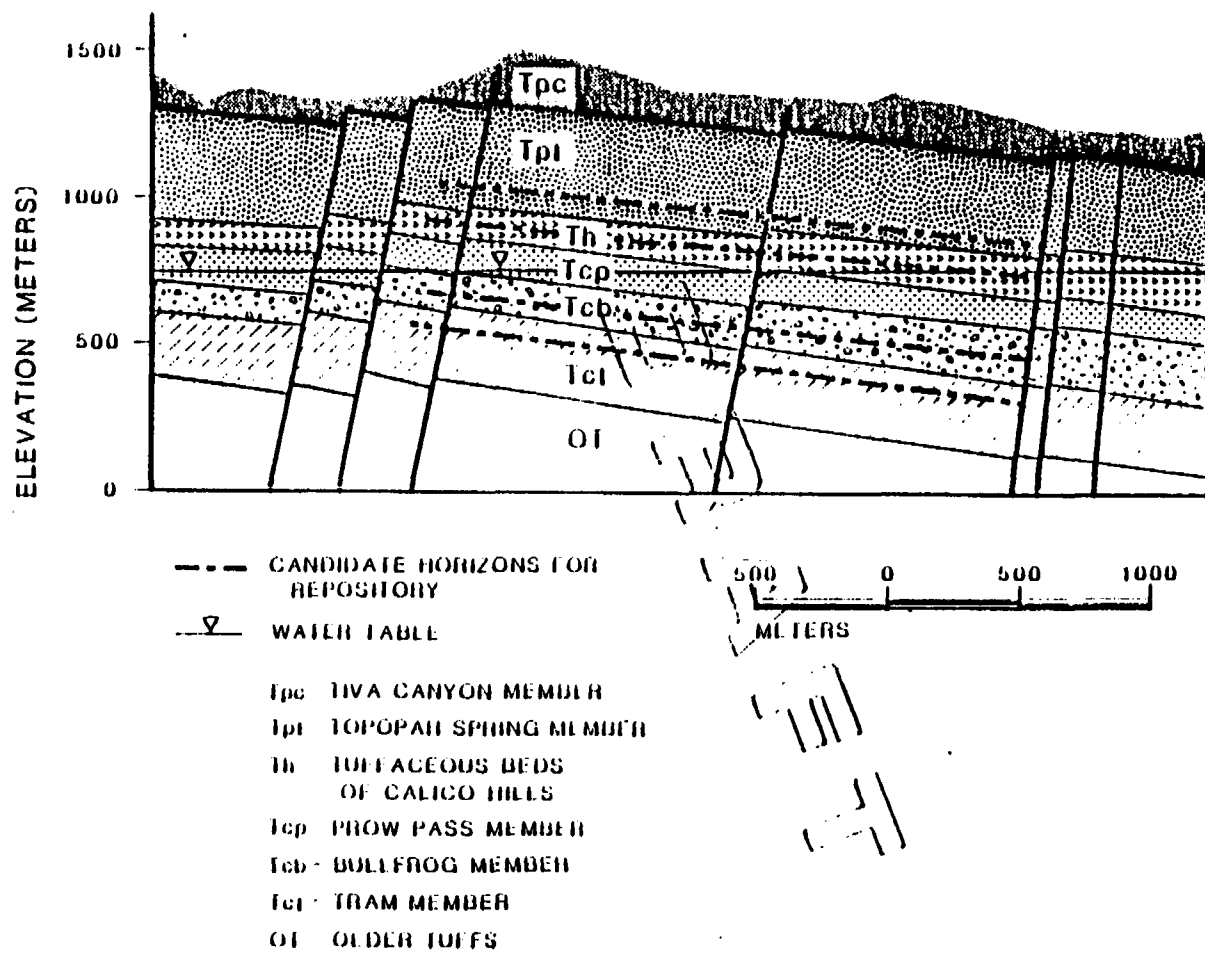 1500
1000
500
0
ELEVATION (METERS)
Tpc
Tpt
Th
Tcp
Tcb
Tct
OT
CANDIDATE HORIZONS FOR
REPOSITORY
WATER TABLE
500 0 500 1000
METERS
Tpc TIVA CANYON MEMBER
Tpt TOPOPAH SPRING MEMBER
Th TUFFACEOUS BEDS
OF CALICO HILLS
Tcp PROW PASS MEMBER
Tcb - BULLFROG MEMBER
Tct - TRAM MEMBER
OT OLDER TUFFS